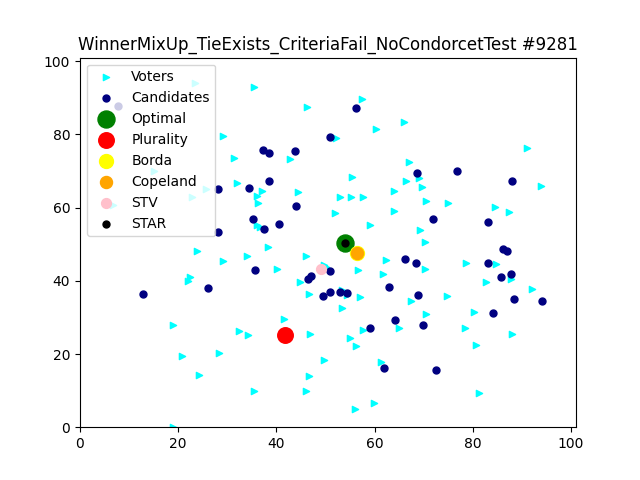 WinnerMixUp_TieExists_CriteriaFail_NoCondorcetTest #9281
Voters
Candidates
Optimal
Plurality
Borda
Copeland
STV
STAR
100
80
60
40
20
0
0 20 40 60 80 100